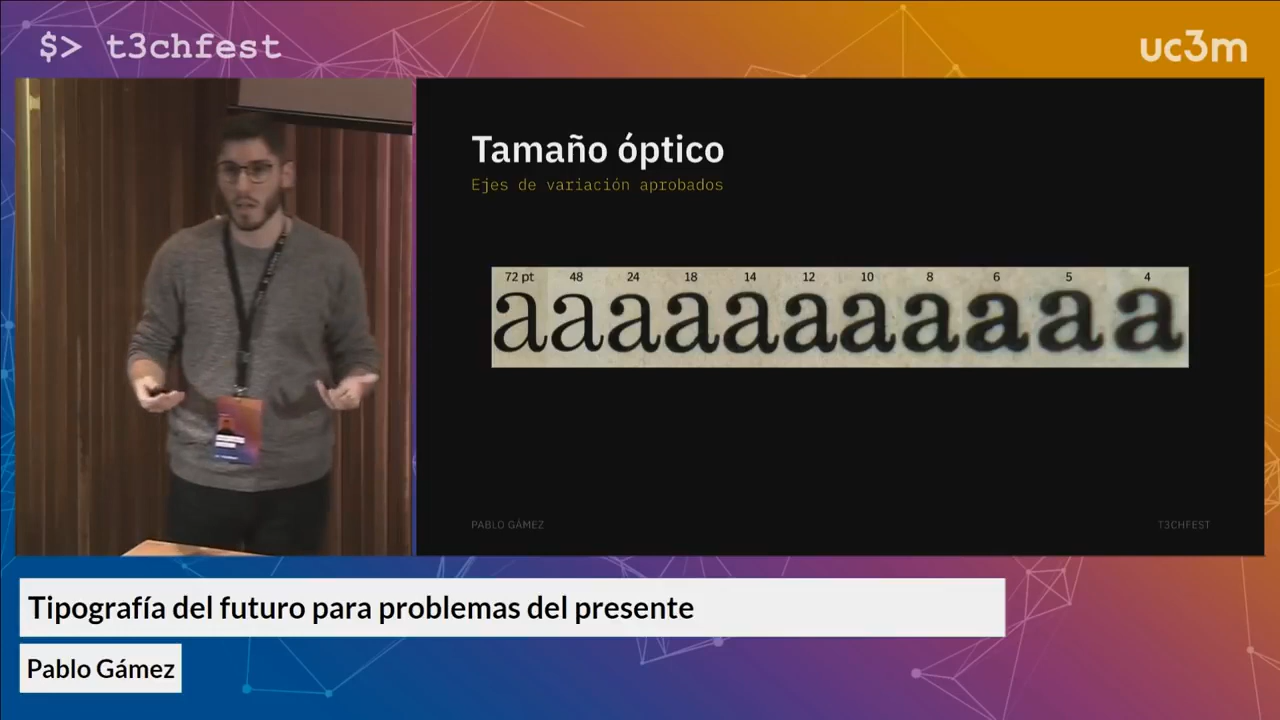 $> t3chfest
uc3m
Tamaño óptico
Ejes de variación aprobados
72 pt 48 24 18 14 12 10 8 6 5 4
a a a a a a a a a a a
PABLO GÁMEZ
T3CHFEST
Tipografía del futuro para problemas del presente
Pablo Gámez